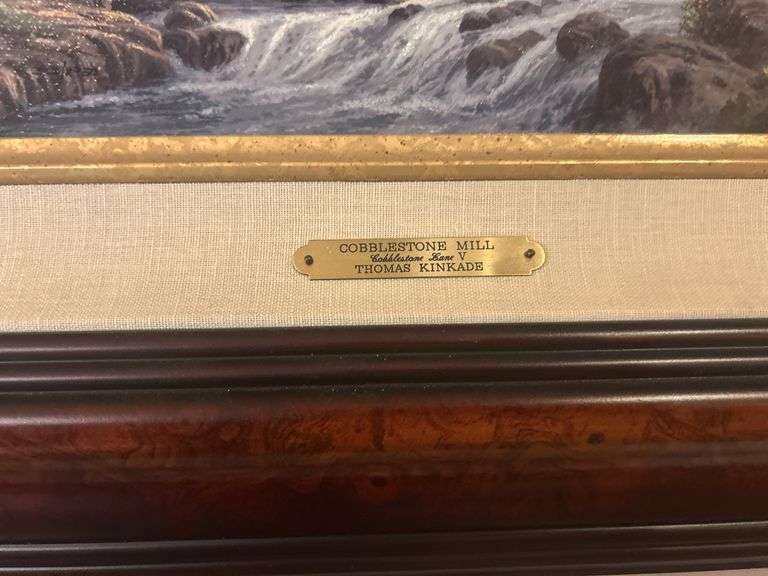 COBBLESTONE MILL
Cobblestone Lane V
THOMAS KINKADE